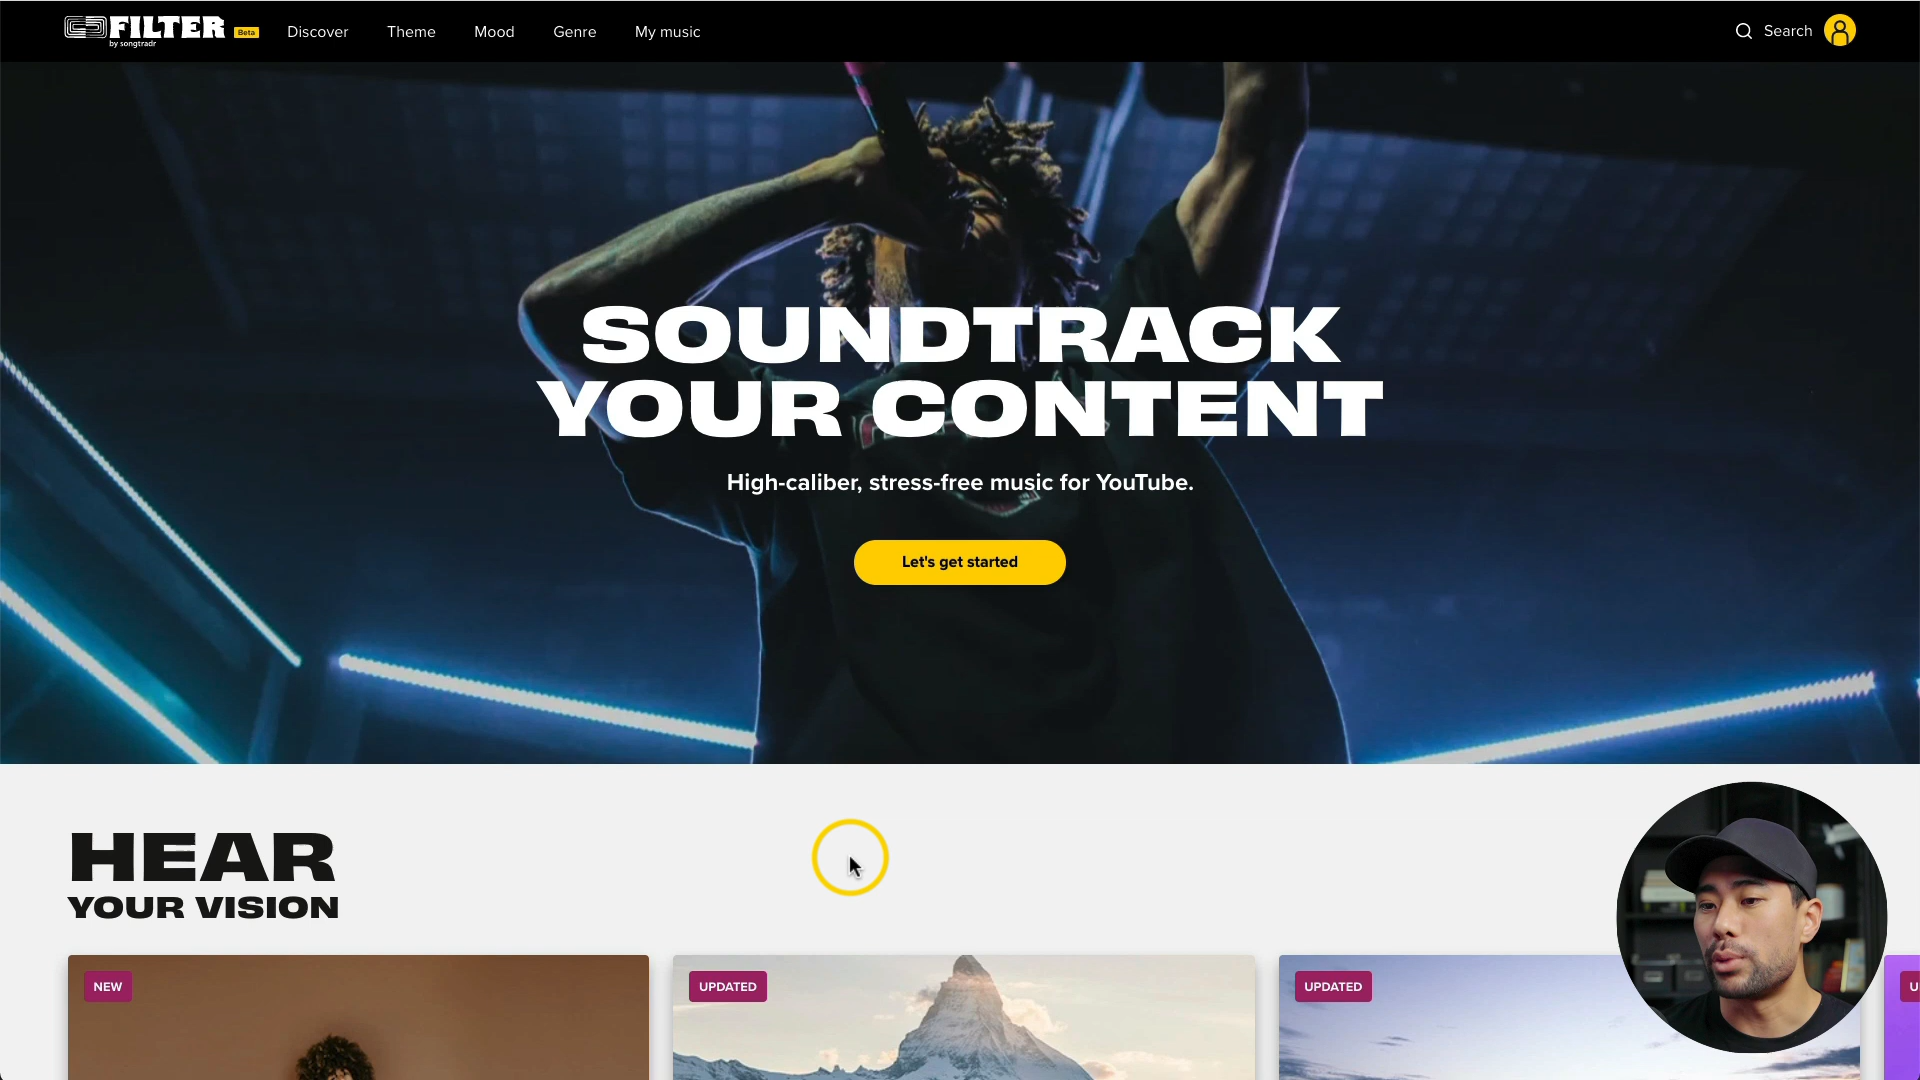 FILTER
by songtradr
Beta
Discover
Theme
Mood
Genre
My music
Search
SOUNDTRACK
YOUR CONTENT
High-caliber, stress-free music for YouTube.
Let's get started
HEAR
YOUR VISION
NEW
UPDATED
UPDATED